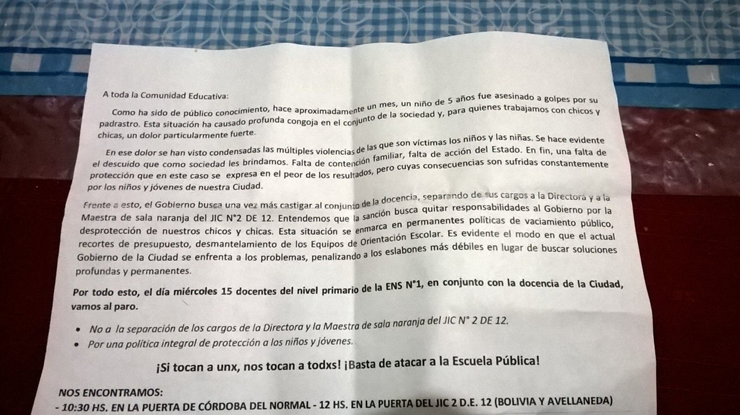 A toda la Comunidad Educativa:
Como ha sido de público conocimiento, hace aproximadamente un mes, un niño de 5 años fue asesinado a golpes por su
padrastro. Esta situación ha causado profunda congoja en el conjunto de la sociedad y, para quienes trabajamos con chicos y
chicas, un dolor particularmente fuerte.
En ese dolor se han visto condensadas las múltiples violencias de las que son víctimas los niños y las niñas. Se hace evidente
el descuido que como sociedad les brindamos. Falta de contención familiar, falta de acción del Estado. En fin, una falta de
protección que en este caso se expresa en el peor de los resultados, pero cuyas consecuencias son sufridas constantemente
por los niños y jóvenes de nuestra Ciudad.
Frente a esto, el Gobierno busca una vez más castigar al conjunto de la docencia, separando de sus cargos a la Directora y a la
Maestra de sala naranja del JIC N°2 DE 12. Entendemos que la sanción busca quitar responsabilidades al Gobierno por la
desprotección de nuestros chicos y chicas. Esta situación se enmarca en permanentes políticas de vaciamiento público,
recortes de presupuesto, desmantelamiento de los Equipos de Orientación Escolar. Es evidente el modo en que el actual
Gobierno de la Ciudad se enfrenta a los problemas, penalizando a los eslabones más débiles en lugar de buscar soluciones
profundas y permanentes.
Por todo esto, el día miércoles 15 docentes del nivel primario de la ENS N°1, en conjunto con la docencia de la Ciudad,
vamos al paro.
• No a la separación de los cargos de la Directora y la Maestra de sala naranja del JIC N° 2 DE 12.
• Por una política integral de protección a los niños y jóvenes.
¡Si tocan a unx, nos tocan a todxs! ¡Basta de atacar a la Escuela Pública!
NOS ENCONTRAMOS:
- 10:30 HS. EN LA PUERTA DE CÓRDOBA DEL NORMAL - 12 HS. EN LA PUERTA DEL JIC 2 D.E. 12 (BOLIVIA Y AVELLANEDA)